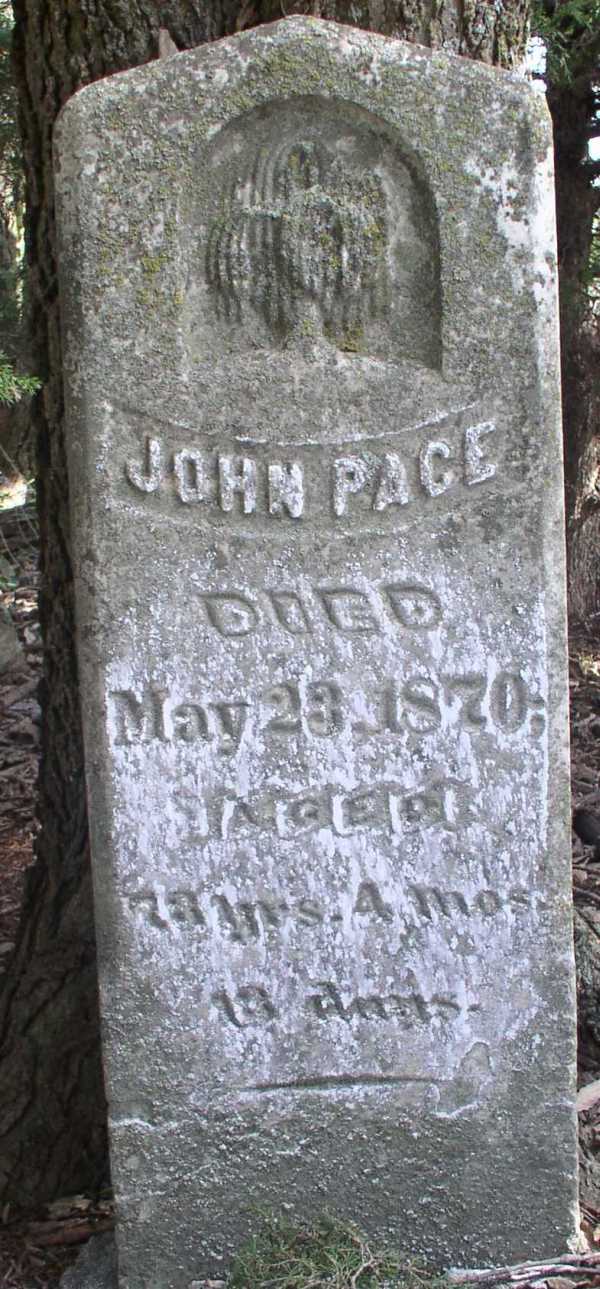 JOHN PACE
DIED
May 23. 1870;
AGED
73 Yrs. 4 mos.
13 days.